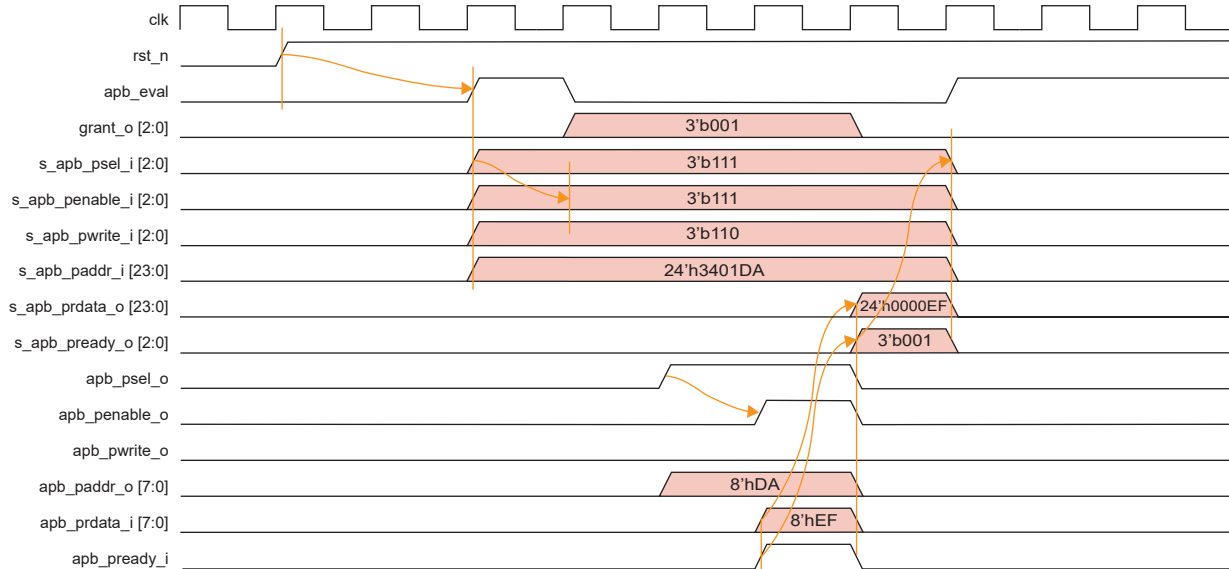 clk
rst_n
apb_eval
grant_o [2:0]
3'b001
s_apb_psel_i [2:0]
3'b111
s_apb_penable_i [2:0]
3'b111
s_apb_pwrite_i [2:0]
3'b110
s_apb_paddr_i [23:0]
24'h3401DA
s_apb_prdata_o [23:0]
24'h0000EF
s_apb_pready_o [2:0]
3'b001
apb_psel_o
apb_penable_o
apb_pwrite_o
apb_paddr_o [7:0]
8'hDA
apb_prdata_i [7:0]
8'hEF
apb_pready_i